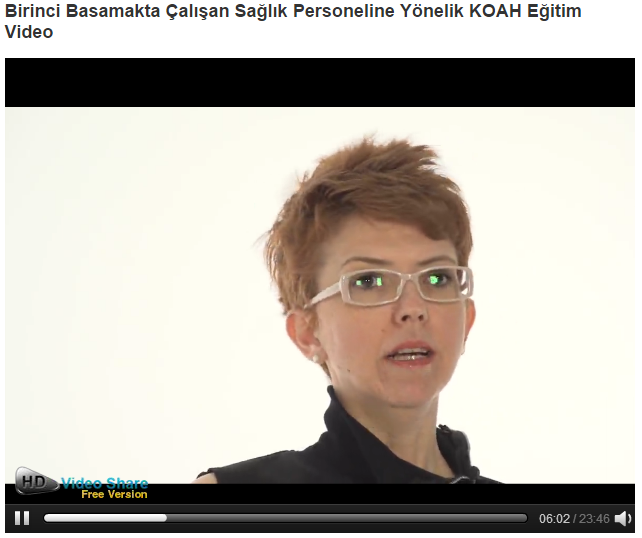 Birinci Basamakta Çalışan Sağlık Personeline Yönelik KOAH Eğitim
Video
HD Video Share
Free Version
06:02 / 23:46